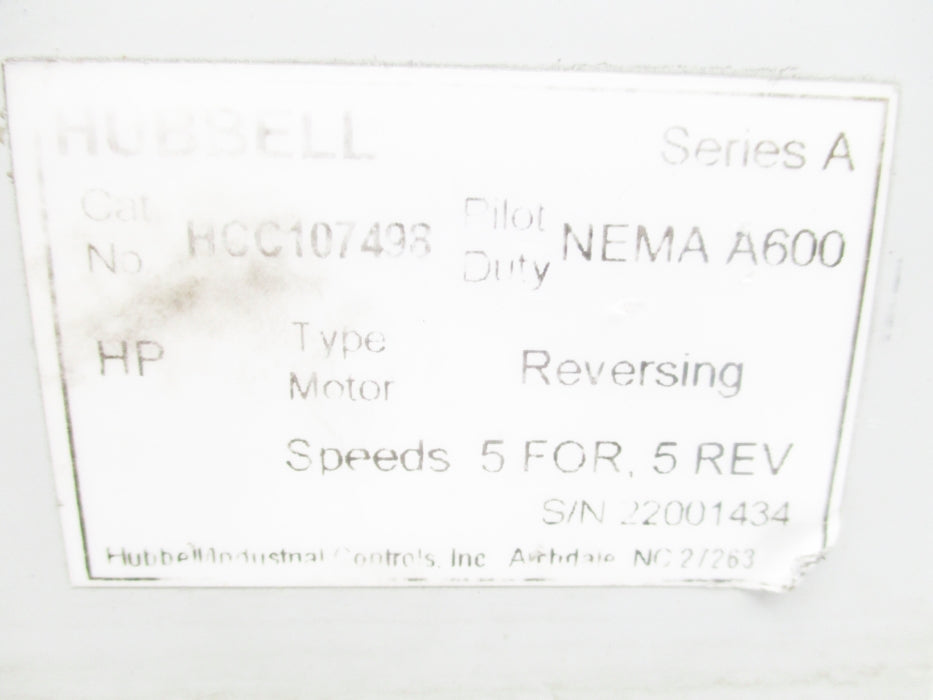 HUBBELL Series A
Cat. No. HCC107498 Pilot Duty NEMA A600
HP Type Motor Reversing
Speeds 5 FOR, 5 REV
S/N 22001434
Hubbell Industrial Controls, Inc. Archdale NC 27263